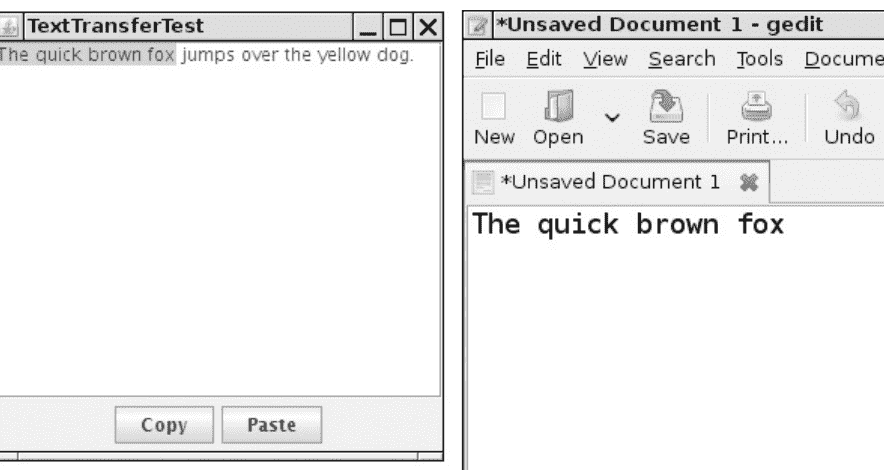 TextTransferTest
The quick brown fox jumps over the yellow dog.
Copy Paste
*Unsaved Document 1 - gedit
File Edit View Search Tools Docume
New Open Save Print... Undo
*Unsaved Document 1
The quick brown fox